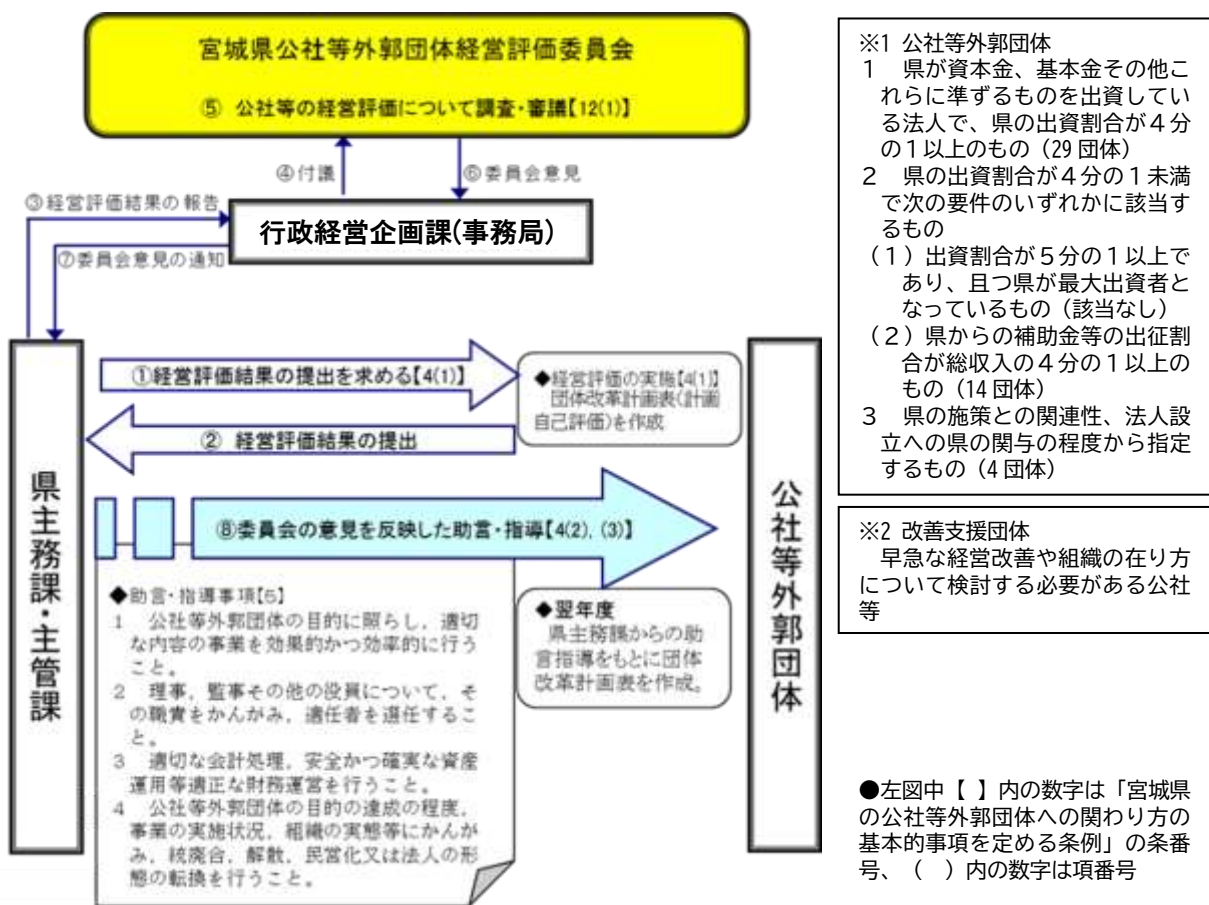 宮城県公社等外郭団体経営評価委員会
⑤ 公社等の経営評価について調査・審議【12(1)】
④付議
⑥委員会意見
③経営評価結果の報告
行政経営企画課(事務局)
⑦委員会意見の通知
県主務課・主管課
①経営評価結果の提出を求める【4(1)】
◆経営評価の実施【4(1)】
団体改革計画表(計画
自己評価)を作成
② 経営評価結果の提出
⑧委員会の意見を反映した助言・指導【4(2),(3)】
◆助言・指導事項【5】
1 公社等外郭団体の目的に照らし，適切
な内容の事業を効果的かつ効率的に行う
こと。
2 理事，監事その他の役員について，そ
の職責をかんがみ，適任者を選任するこ
と。
3 適切な会計処理，安全かつ確実な資産
運用等適正な財務運営を行うこと。
4 公社等外郭団体の目的の達成の程度，
事業の実施状況，組織の実態等にかんが
み，統廃合，解散，民営化又は法人の形
態の転換を行うこと。
◆翌年度
県主務課からの助
言指導をもとに団体
改革計画表を作成。
公社等外郭団体
※1 公社等外郭団体
1 県が資本金、基本金その他こ
れらに準ずるものを出資してい
る法人で、県の出資割合が４分
の１以上のもの（29 団体）
2 県の出資割合が４分の１未満
で次の要件のいずれかに該当す
るもの
（１）出資割合が５分の１以上で
あり、且つ県が最大出資者と
なっているもの（該当なし）
（２）県からの補助金等の出征割
合が総収入の４分の１以上の
もの（14 団体）
3 県の施策との関連性、法人設
立への県の関与の程度から指定
するもの（4 団体）
※2 改善支援団体
早急な経営改善や組織の在り方
について検討する必要がある公社
等
●左図中【 】内の数字は「宮城県
の公社等外郭団体への関わり方の
基本的事項を定める条例」の条番
号、（ ）内の数字は項番号